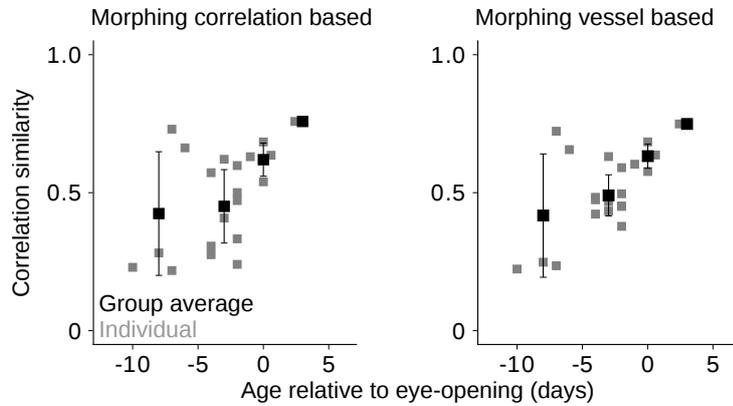 Morphing correlation based
Morphing vessel based
Correlation similarity
1.0
0.5
0
Group average
Individual
-10 -5 0 5
1.0
0.5
0
-10 -5 0 5
Age relative to eye-opening (days)